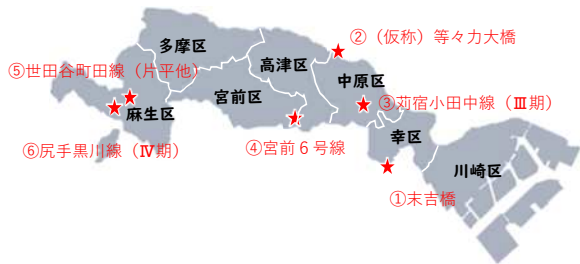 ②（仮称）等々力大橋
多摩区
高津区
⑤世田谷町田線（片平他）
中原区
宮前区
③苅宿小田中線（Ⅲ期）
麻生区
幸区
⑥尻手黒川線（Ⅳ期）
④宮前６号線
川崎区
①末吉橋